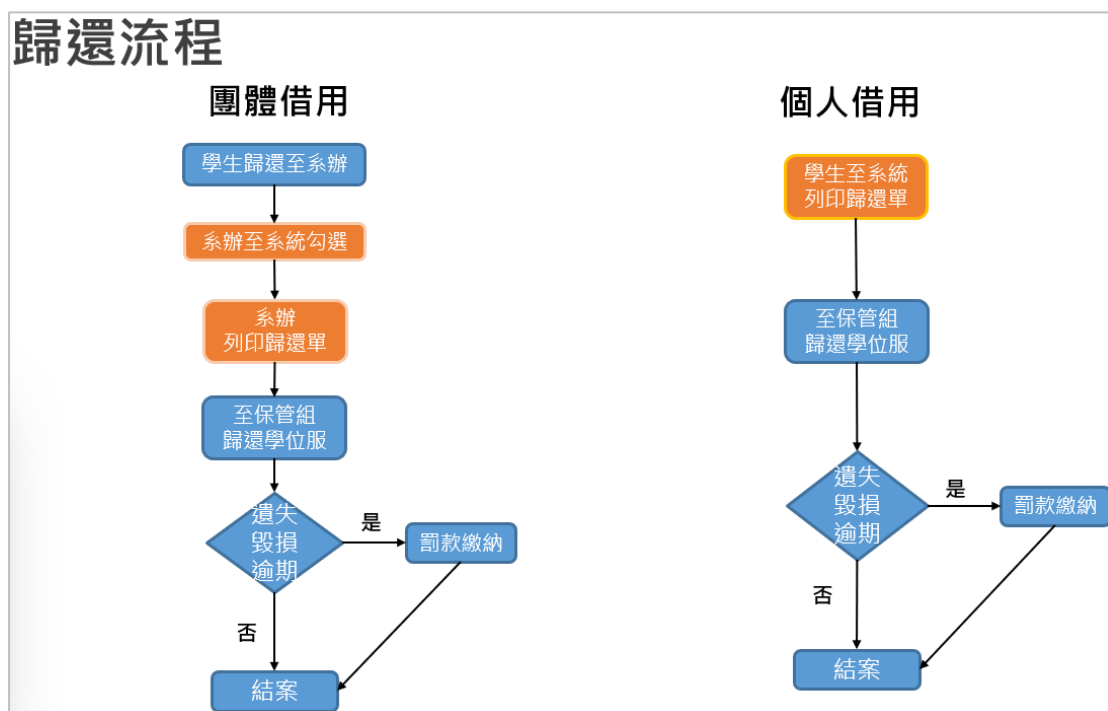 歸還流程
團體借用
學生歸還至系辦
系辦至系統勾選
系辦
列印歸還單
至保管組
歸還學位服
遺失
毀損
逾期
是
罰款繳納
否
結案
個人借用
學生至系統
列印歸還單
至保管組
歸還學位服
遺失
毀損
逾期
是
罰款繳納
否
結案